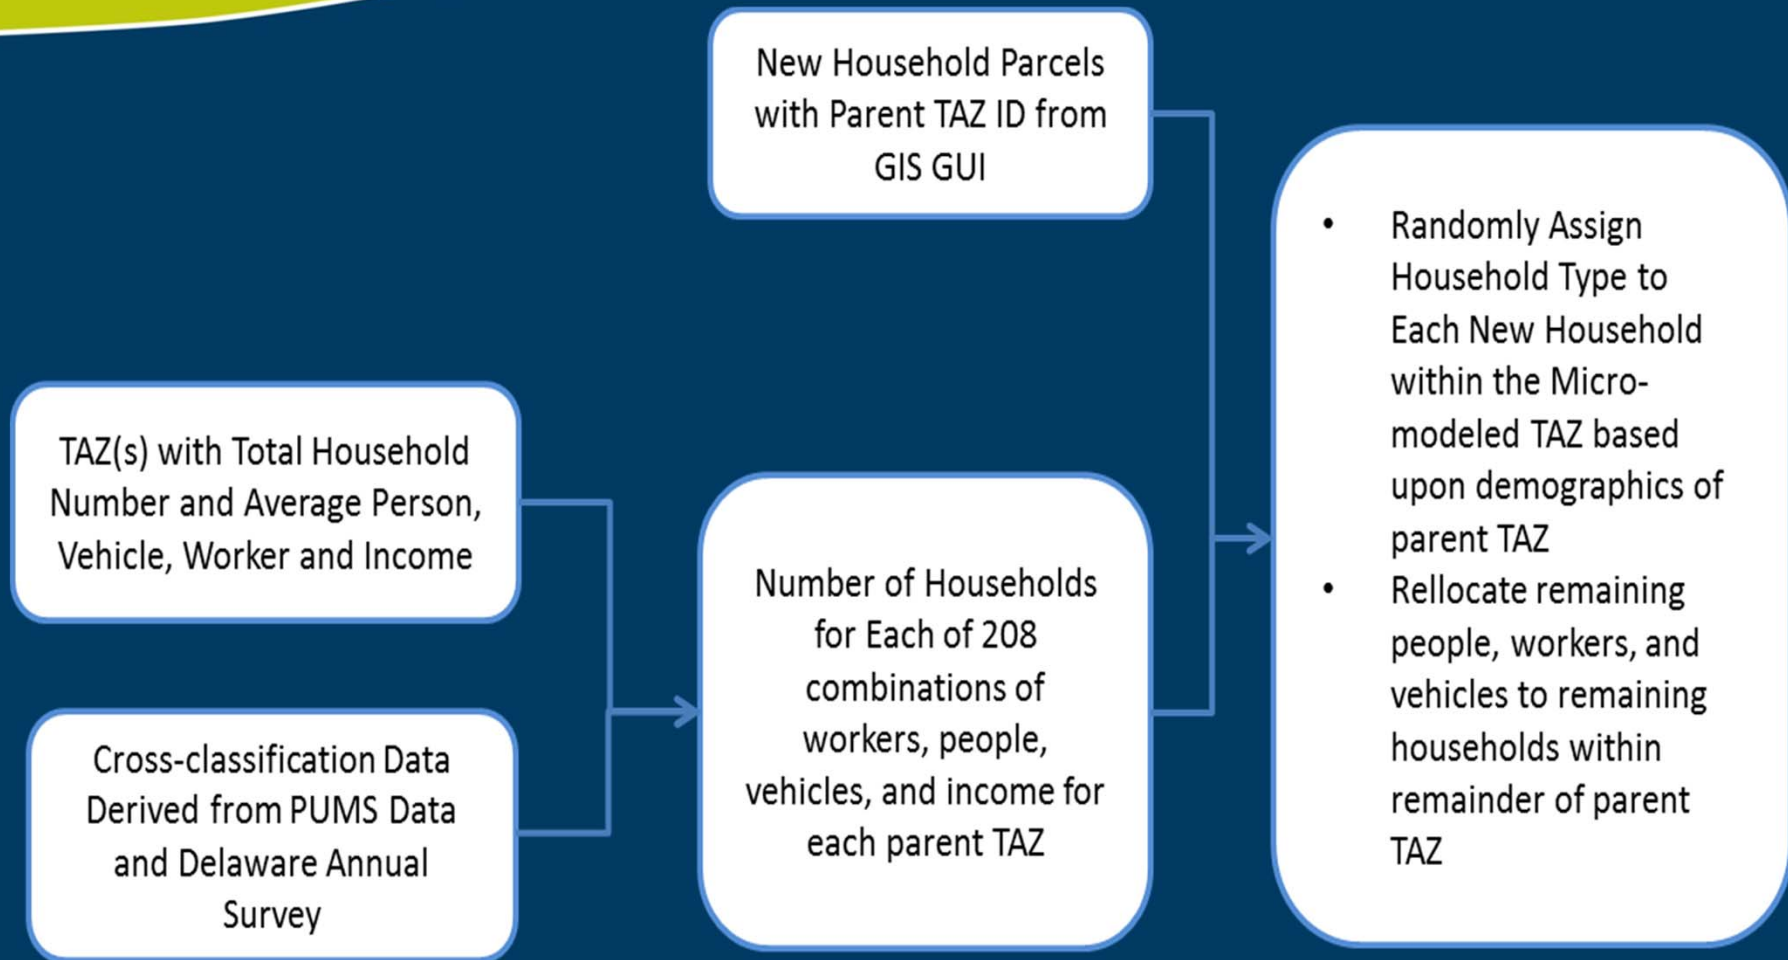 New Household Parcels
with Parent TAZ ID from
GIS GUI
TAZ(s) with Total Household
Number and Average Person,
Vehicle, Worker and Income
Cross-classification Data
Derived from PUMS Data
and Delaware Annual
Survey
Number of Households
for Each of 208
combinations of
workers, people,
vehicles, and income for
each parent TAZ
• Randomly Assign
Household Type to
Each New Household
within the Micro-
modeled TAZ based
upon demographics of
parent TAZ
• Rellocate remaining
people, workers, and
vehicles to remaining
households within
remainder of parent
TAZ